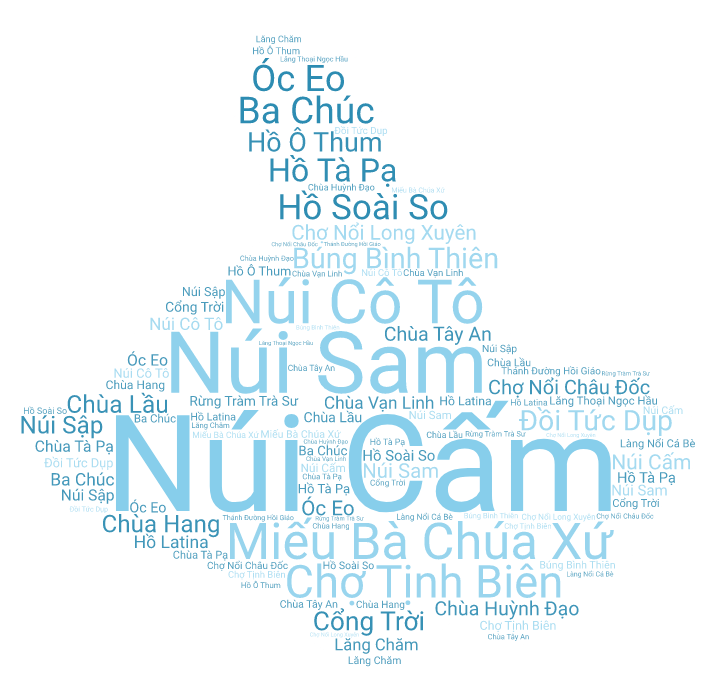 Lăng Chăm
Hồ Ô Thum
Lăng Thoại Ngọc Hầu
Óc Eo
Ba Chúc
Đồi Tức Dụp
Hồ Ô Thum
Hồ Tà Pạ
Chùa Huỳnh Đạo
Miếu Bà Chúa Xứ
Hồ Soài So
Chợ Nổi Long Xuyên
Chợ Nổi Châu Đốc
Thánh Đường Hồi Giáo
Chùa Huỳnh Đạo
Búng Bình Thiên
Hồ Ô Thum
Chùa Vạn Linh
Núi Cô Tô
Chùa Vạn Linh
Núi Sập
Núi Cô Tô
Cổng Trời
Núi Cô Tô
Búng Bình Thiên
Chùa Tây An
Núi Sam
Lăng Thoại Ngọc Hầu
Núi Sập
Óc Eo
Núi Cô Tô
Chùa Tây An
Chùa Lầu
Thánh Đường Hồi Giáo
Rừng Tràm Trà Sư
Chùa Hang
Chợ Nổi Châu Đốc
Chùa Lầu
Rừng Tràm Trà Sư
Chùa Vạn Linh
Hồ Latina
Hồ Latina
Lăng Thoại Ngọc Hầu
Hồ Soài So
Ba Chúc
Hồ Latina
Chùa Lầu
Núi Sam
Núi Cấm
Núi Sập
Núi Cấm
Đồi Tức Dụp
Lăng Chăm
Miếu Bà Chúa Xứ
Miếu Bà Chúa Xứ
Chùa Lầu
Rừng Tràm Trà Sư
Chợ Nổi Long Xuyên
Chùa Tà Pạ
Chùa Huỳnh Đạo
Hồ Tà Pạ
Làng Nổi Cá Bè
Ba Chúc
Chùa Vạn Linh
Hồ Soài So
Đồi Tức Dụp
Núi Cấm
Núi Sam
Núi Cấm
Ba Chúc
Chùa Tà Pạ
Cổng Trời
Hồ Tà Pạ
Núi Sập
Hồ Tà Pạ
Núi Sam
Đồi Tức Dụp
Óc Eo
Óc Eo
Cổng Trời
Chùa Hang
Thánh Đường Hồi Giáo
Rừng Tràm Trà Sư
Làng Nổi Cá Bè
Búng Bình Thiên
Chợ Nổi Long Xuyên
Chợ Nổi Châu Đốc
Chùa Hang
Chợ Tịnh Biên
Hồ Latina
Miếu Bà Chúa Xứ
Chùa Tà Pạ
Chợ Nổi Châu Đốc
Hồ Soài So
Búng Bình Thiên
Chợ Tịnh Biên
Chợ Tịnh Biên
Làng Nổi Cá Bè
Hồ Ô Thum
Chùa Tây An
Chùa Hang
Chùa Huỳnh Đạo
Cổng Trời
Chợ Tịnh Biên
Chợ Nổi Long Xuyên
Chùa Tây An
Lăng Chăm
Lăng Chăm